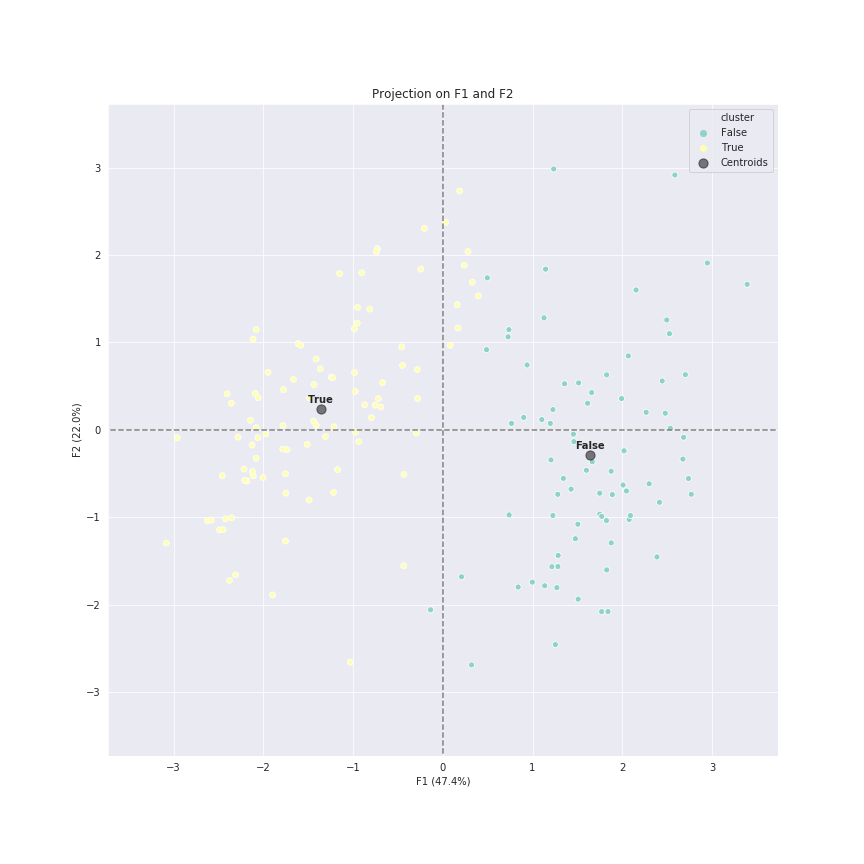 Projection on F1 and F2
cluster
False
True
Centroids
3
2
1
0
−1
−2
−3
F2 (22.0%)
True
False
−3
−2
−1
0
1
2
3
F1 (47.4%)